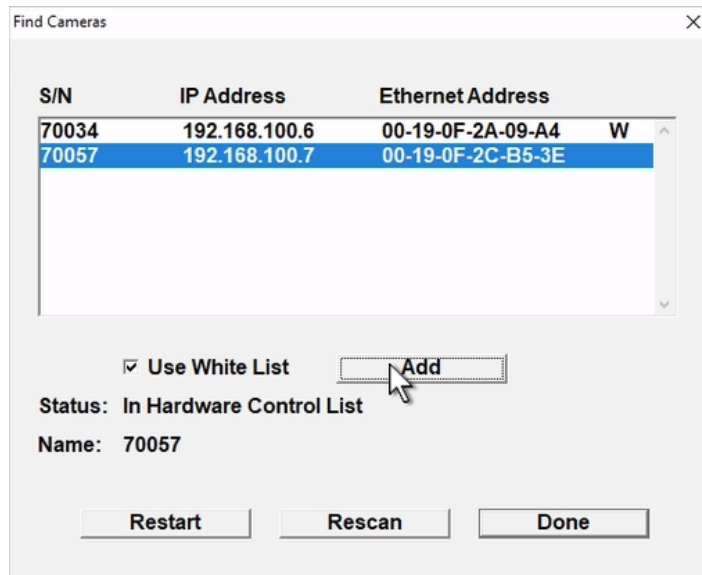 Find Cameras
S/N IP Address Ethernet Address
70034 192.168.100.6 00-19-0F-2A-09-A4 W
70057 192.168.100.7 00-19-0F-2C-B5-3E
Use White List Add
Status: In Hardware Control List
Name: 70057
Restart Rescan Done